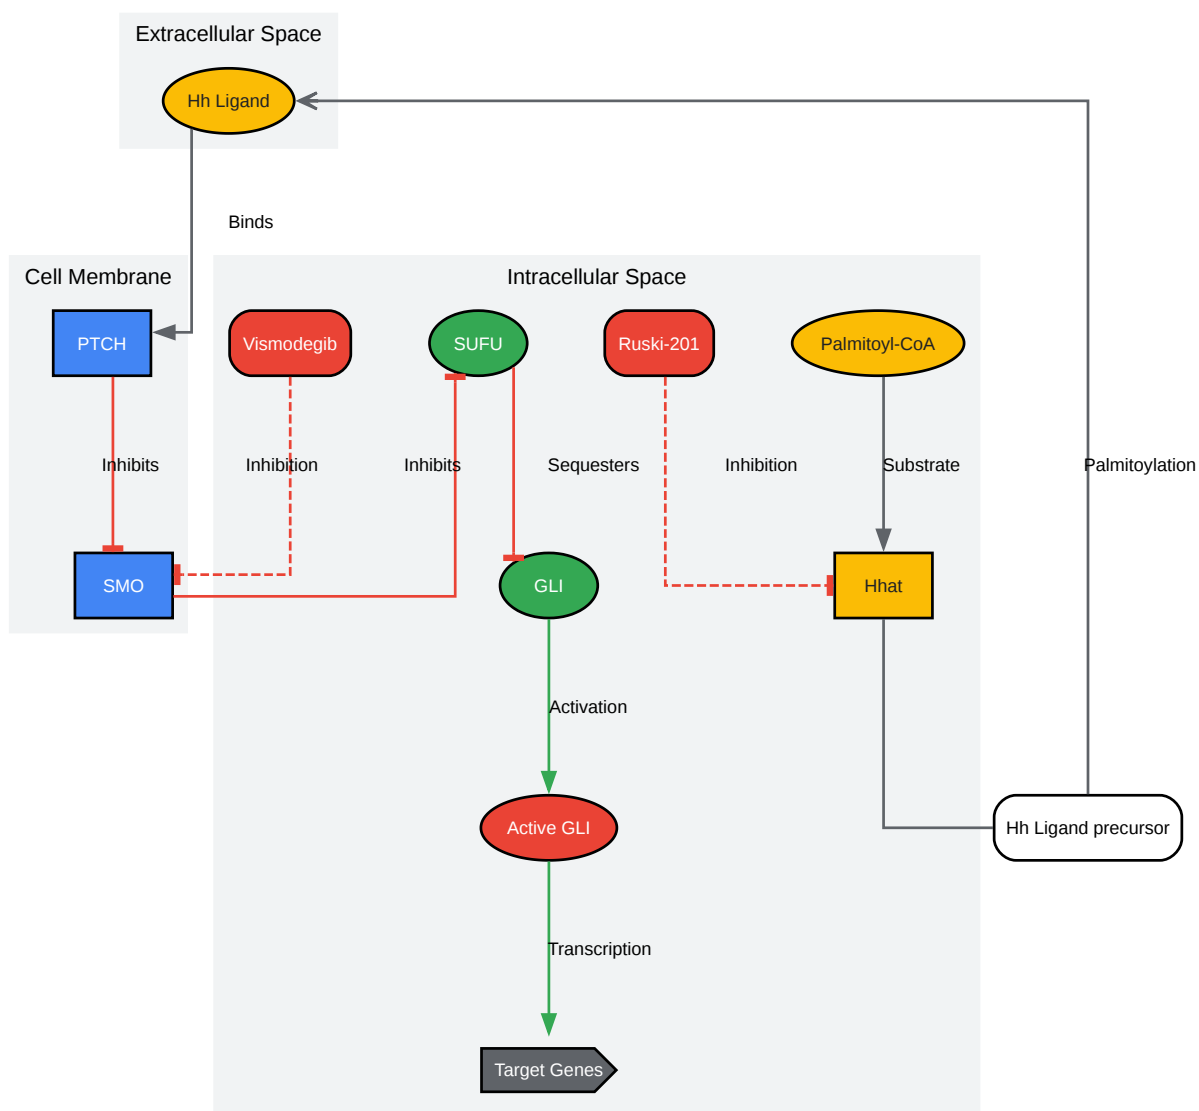 Extracellular Space
Hh Ligand
Binds
Cell Membrane
Intracellular Space
PTCH
Vismodegib
SUFU
Ruski-201
Palmitoyl-CoA
Inhibits
Inhibition
Inhibits
Sequesters
Inhibition
Substrate
Palmitoylation
SMO
GLI
Hhat
Activation
Active GLI
Hh Ligand precursor
Transcription
Target Genes